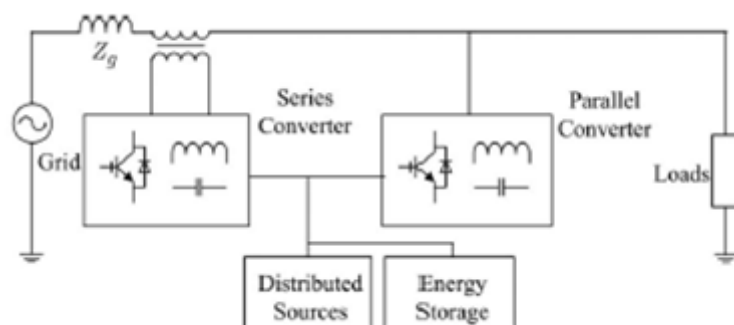 Z_g
Series
Converter
Parallel
Converter
Grid
Loads
Distributed
Sources
Energy
Storage